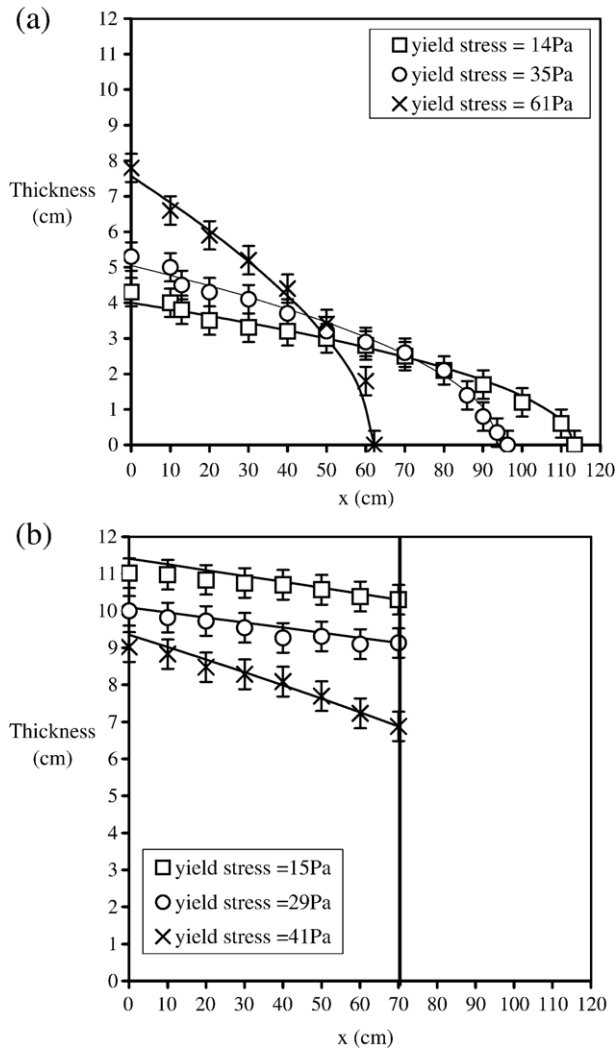 (a)
12
11
10
9
8
7
6
5
4
3
2
1
0
Thickness
(cm)
yield stress = 14Pa
yield stress = 35Pa
yield stress = 61Pa
0 10 20 30 40 50 60 70 80 90 100 110 120
x (cm)
(b)
12
11
10
9
8
7
6
5
4
3
2
1
0
Thickness
(cm)
yield stress =15Pa
yield stress =29Pa
yield stress =41Pa
0 10 20 30 40 50 60 70 80 90 100 110 120
x (cm)